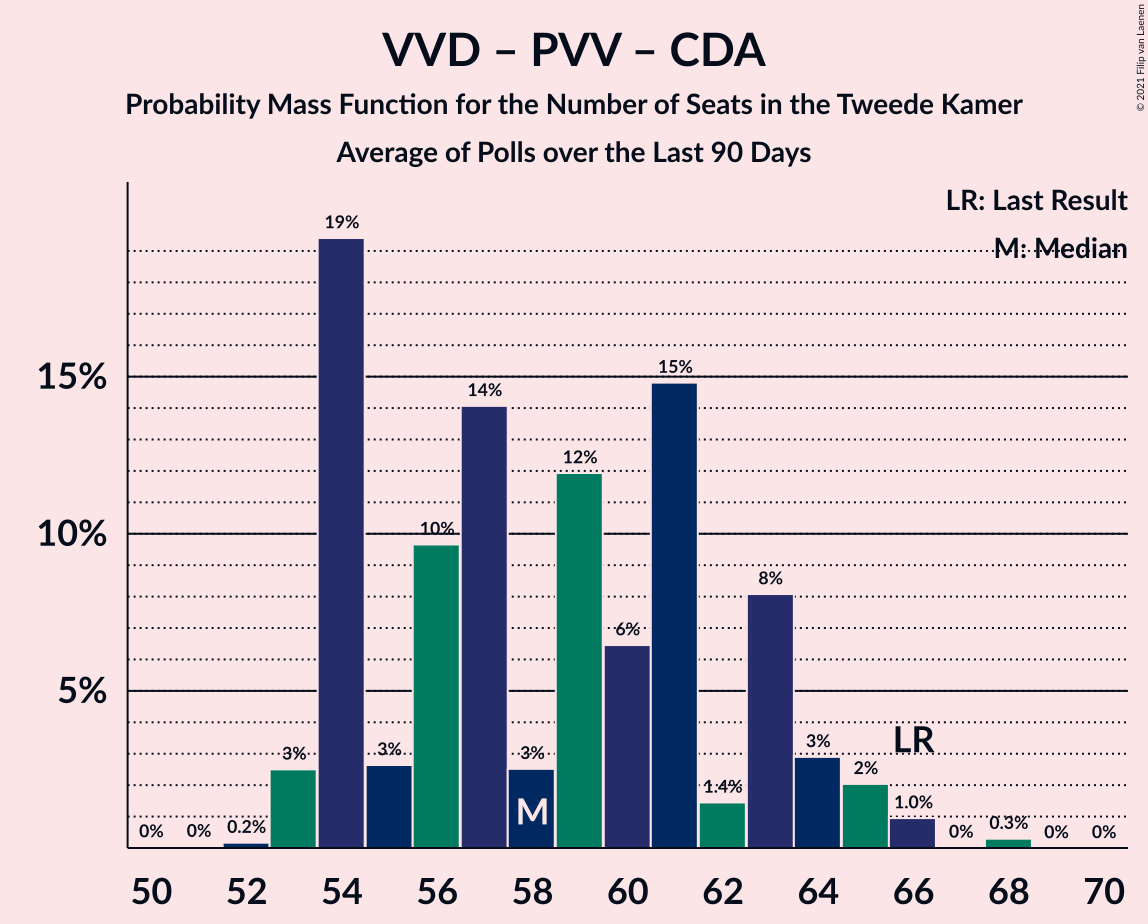 VVD – PVV – CDA
Probability Mass Function for the Number of Seats in the Tweede Kamer
Average of Polls over the Last 90 Days
© 2021 Filip van Laenen
LR: Last Result
M: Median
15%
10%
5%
0%
0%
0.2%
3%
19%
3%
10%
14%
3%
12%
6%
15%
1.4%
8%
3%
2%
1.0%
0%
0.3%
0%
0%
M
LR
50 52 54 56 58 60 62 64 66 68 70